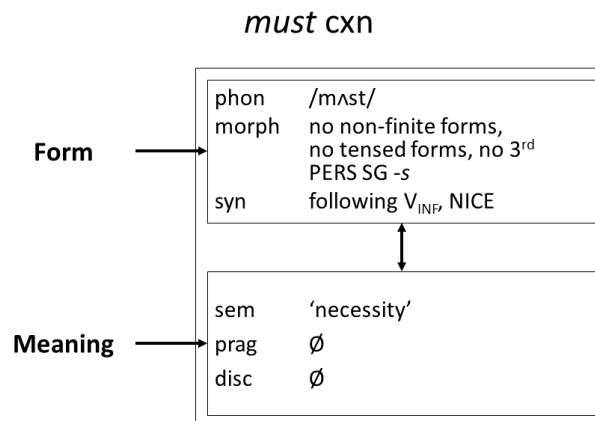 must cxn
phon /mʌst/
morph no non-finite forms,
no tensed forms, no 3rd
PERS SG -s
syn following VINF, NICE
Form
sem ‘necessity’
prag Ø
disc Ø
Meaning